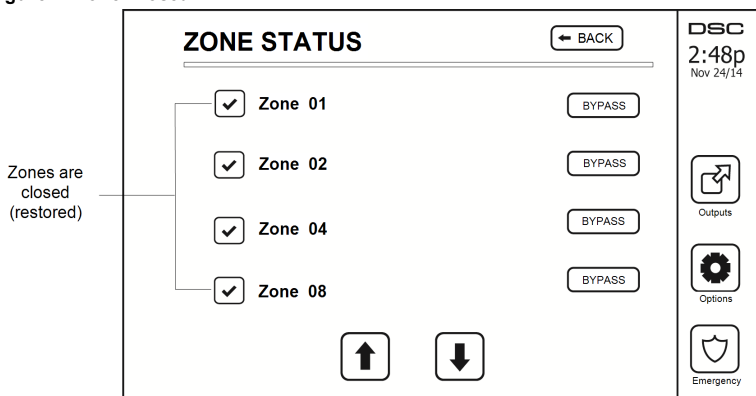 ZONE STATUS
BACK
DSC
2:48p
Nov 24/14
Zone 01
BYPASS
Zone 02
BYPASS
Zones are
closed
(restored)
Zone 04
BYPASS
Zone 08
BYPASS
Outputs
Options
Emergency